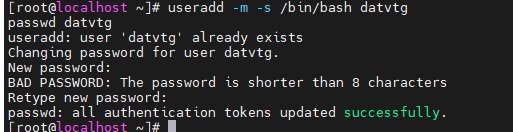 [root@localhost ~]# useradd -m -s /bin/bash datvtg
passwd datvtg
useradd: user 'datvtg' already exists
Changing password for user datvtg.
New password:
BAD PASSWORD: The password is shorter than 8 characters
Retype new password:
passwd: all authentication tokens updated successfully.
[root@localhost ~]#